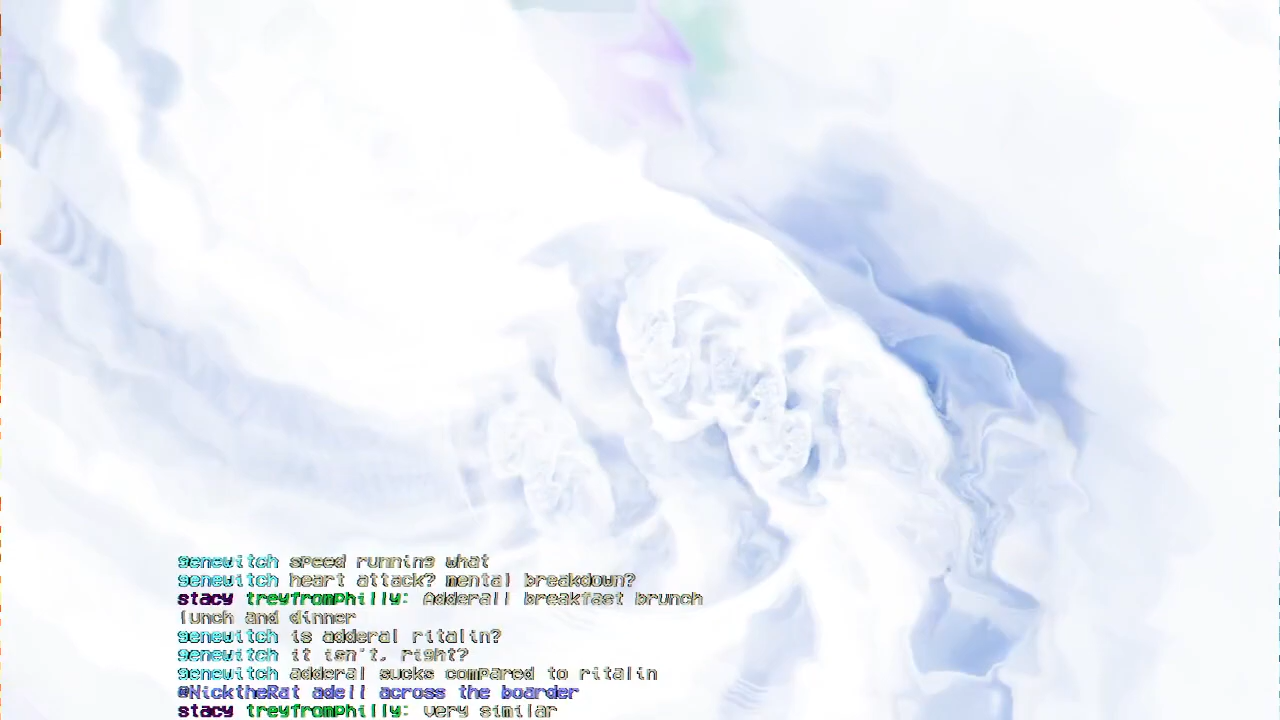 genewitch speed running what
genewitch heart attack? mental breakdown?
stacy treyfromphilly: Adderall breakfast brunch
lunch and dinner
genewitch is adderal ritalin?
genewitch it isn't, right?
genewitch adderal sucks compared to ritalin
@NicktheRat adell across the boarder
stacy treyfromphilly: very similar